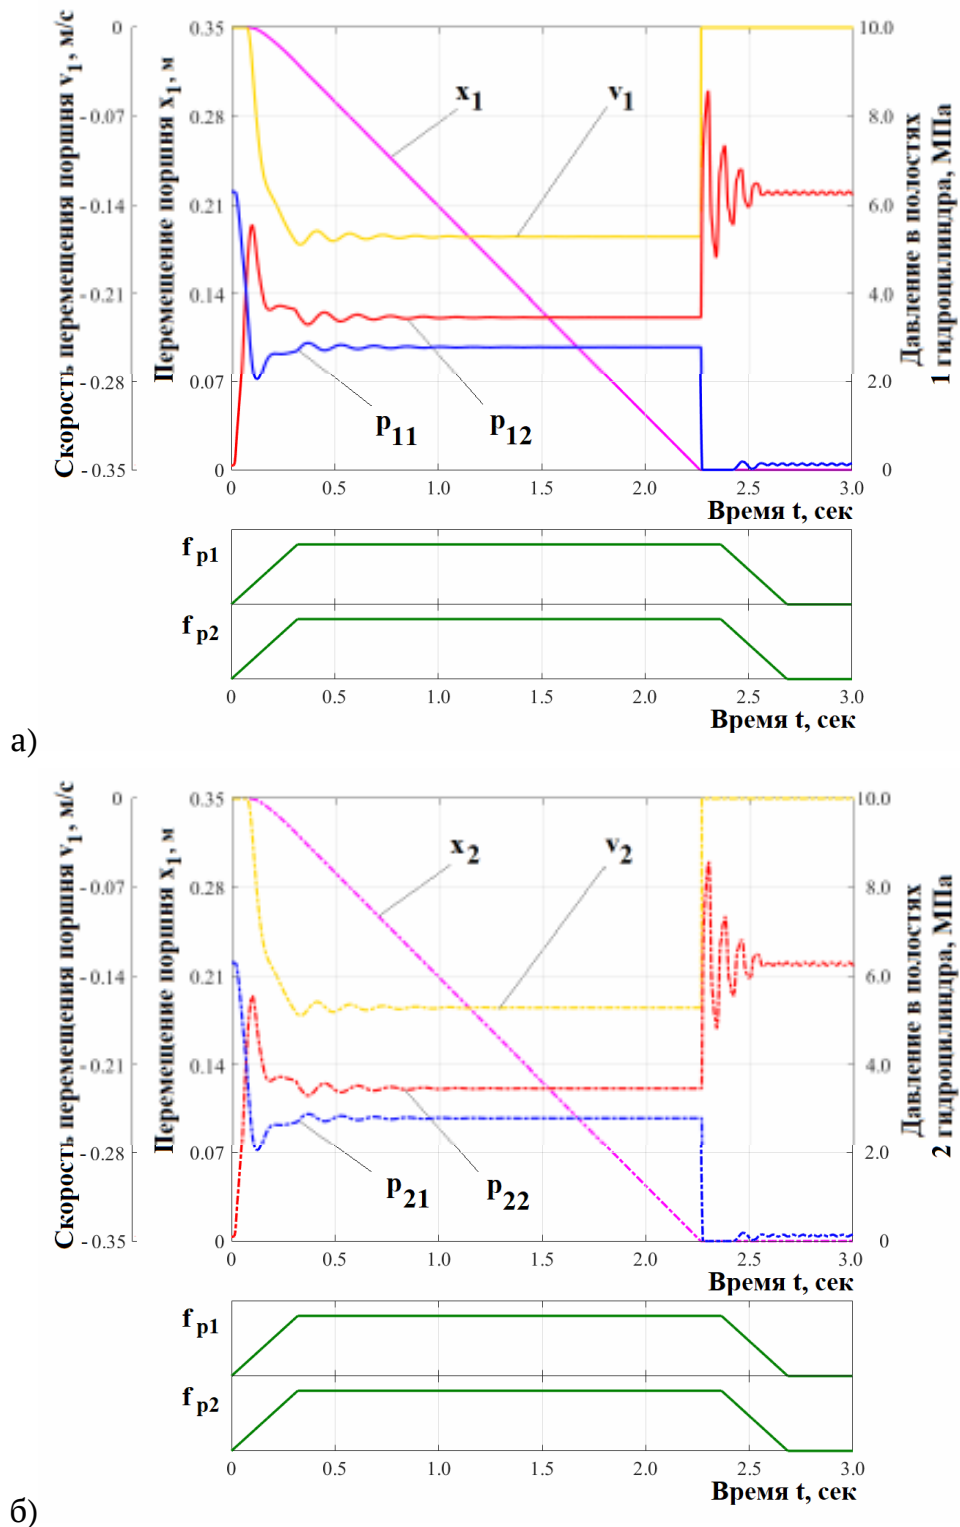 Скорость перемещения поршня v1, м/с
0
-0.07
-0.14
-0.21
-0.28
-0.35
Перемещение поршня x1, м
0.35
0.28
0.21
0.14
0.07
0
x1
v1
p11
p12
10.0
8.0
6.0
4.0
2.0
0
Давление в полостях
1 гидроцилиндра, МПа
0 0.5 1.0 1.5 2.0 2.5 3.0
Время t, сек
f p1
f p2
0 0.5 1.0 1.5 2.0 2.5 3.0
Время t, сек
а)
Скорость перемещения поршня v1, м/с
0
-0.07
-0.14
-0.21
-0.28
-0.35
Перемещение поршня x1, м
0.35
0.28
0.21
0.14
0.07
0
x2
v2
p21
p22
10.0
8.0
6.0
4.0
2.0
0
Давление в полостях
2 гидроцилиндра, МПа
0 0.5 1.0 1.5 2.0 2.5 3.0
Время t, сек
f p1
f p2
0 0.5 1.0 1.5 2.0 2.5 3.0
Время t, сек
б)